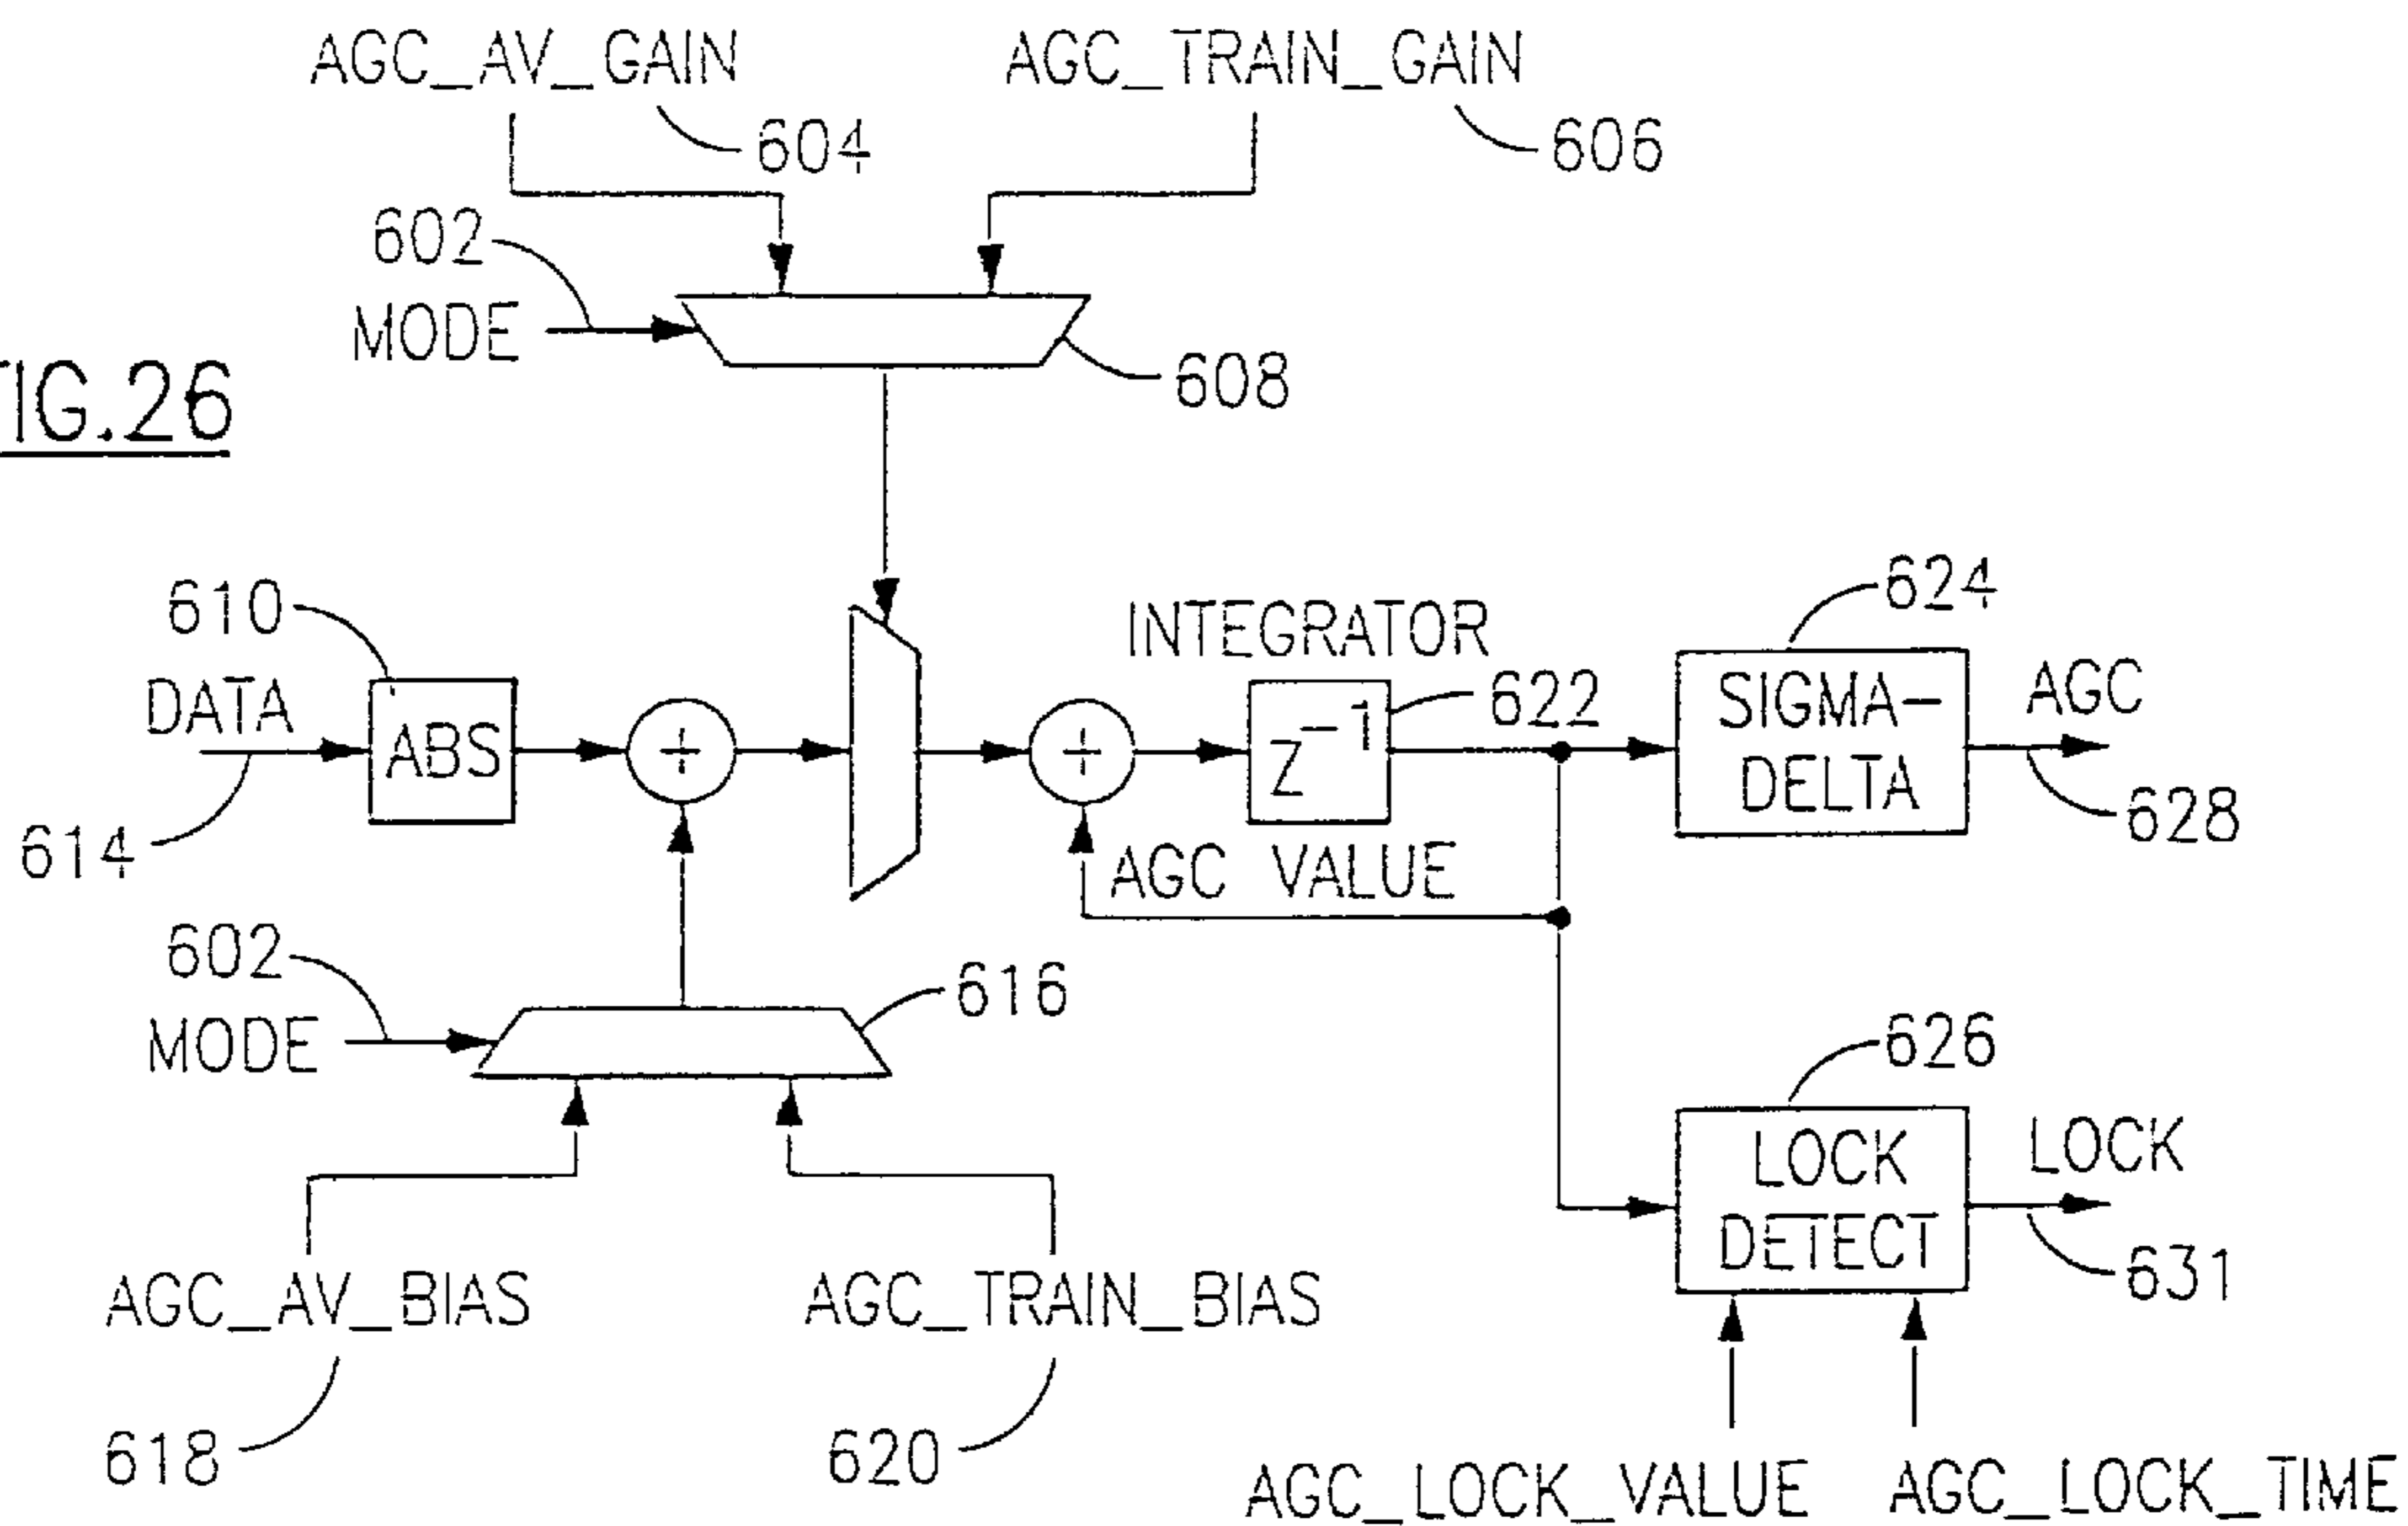 AGC_AV_GAIN
AGC_TRAIN_GAIN
604
606
602
MODE
608
IG.26
610
DATA
614
ABS
+
+
INTEGRATOR
Z-1
622
624
SIGMA-
DELTA
AGC
628
AGC VALUE
602
MODE
616
626
LOCK
DETECT
LOCK
631
AGC_AV_BIAS
AGC_TRAIN_BIAS
618
620
AGC_LOCK_VALUE
AGC_LOCK_TIME